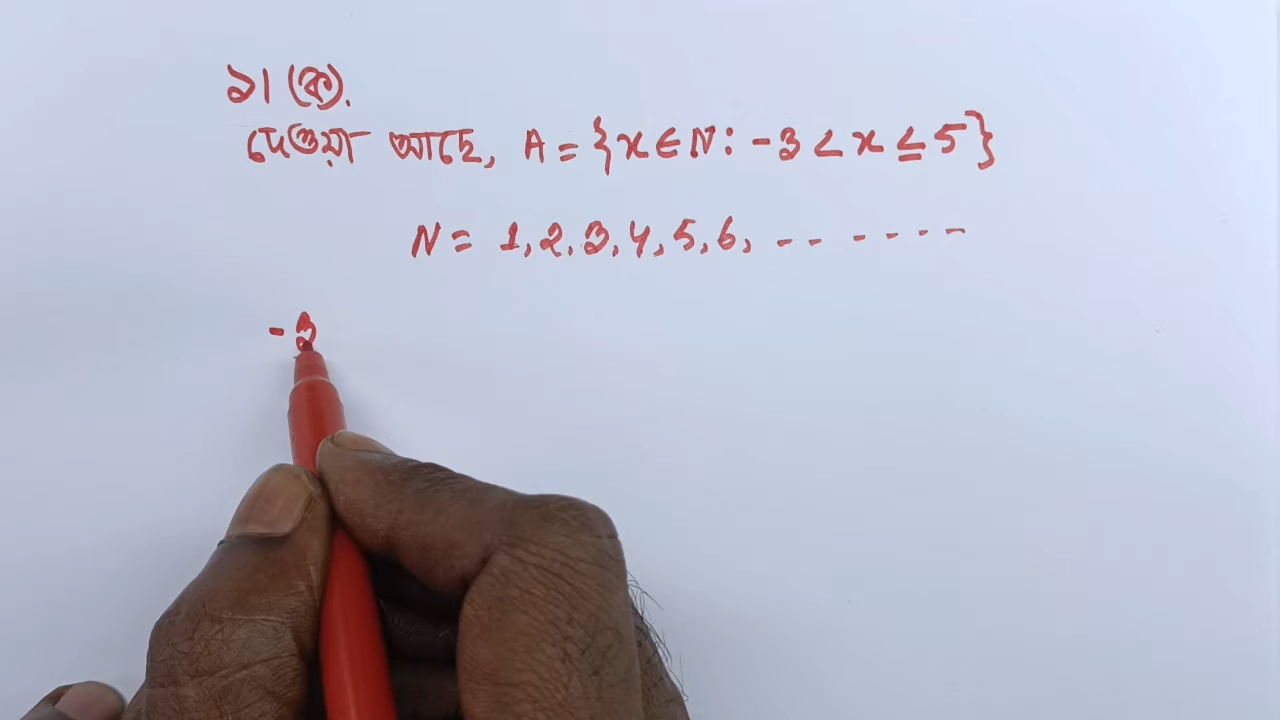 ১। (ক).
দেওয়া আছে, A = {x ∈ N : -3 < x ≤ 5}
N = 1, 2, 3, 4, 5, 6, -- - - - - -
- 3